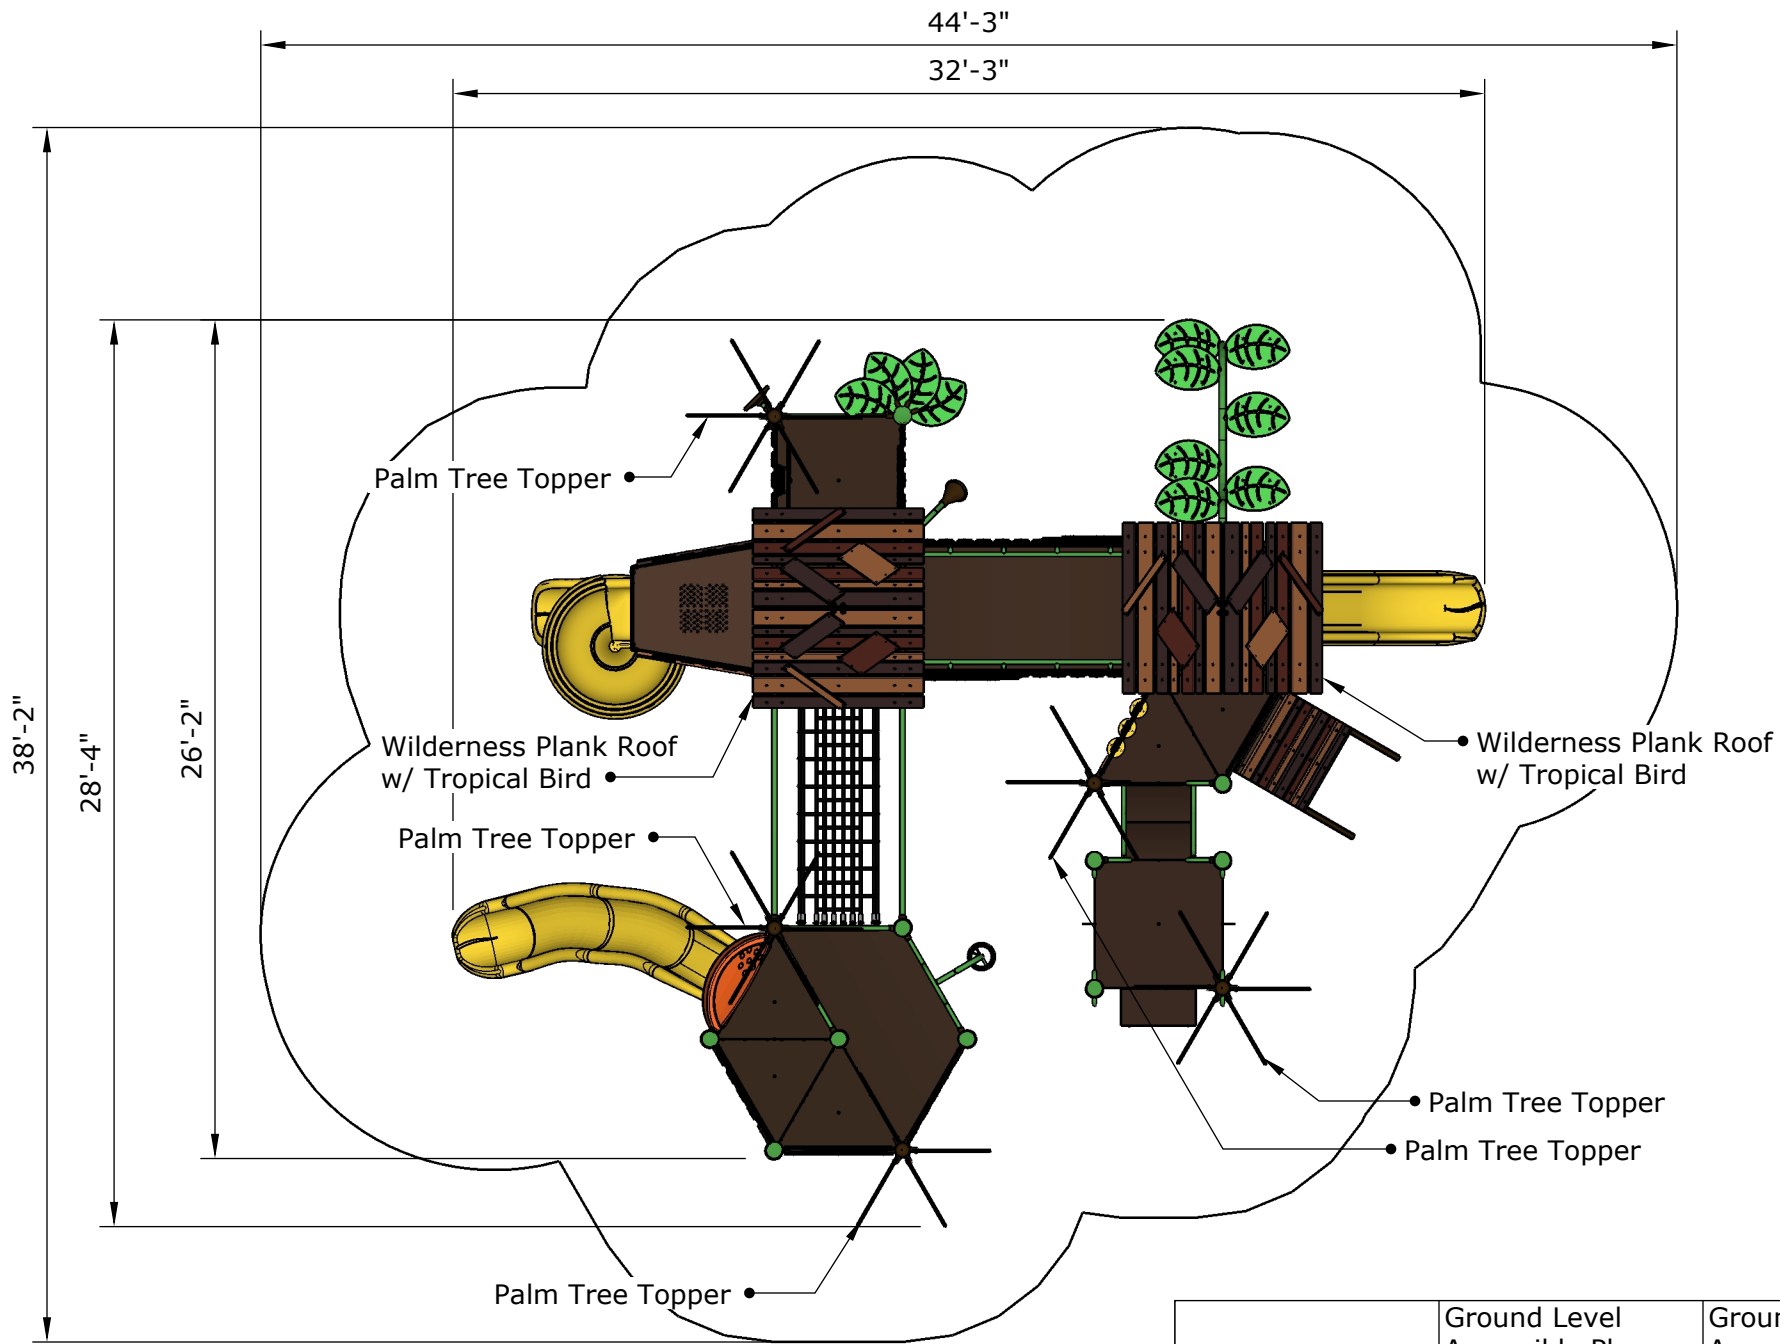 44'-3"
32'-3"
38'-2"
28'-4"
26'-2"
Palm Tree Topper
Wilderness Plank Roof
w/ Tropical Bird
Wilderness Plank Roof
w/ Tropical Bird
Palm Tree Topper
Palm Tree Topper
Palm Tree Topper
Palm Tree Topper
Ground Level